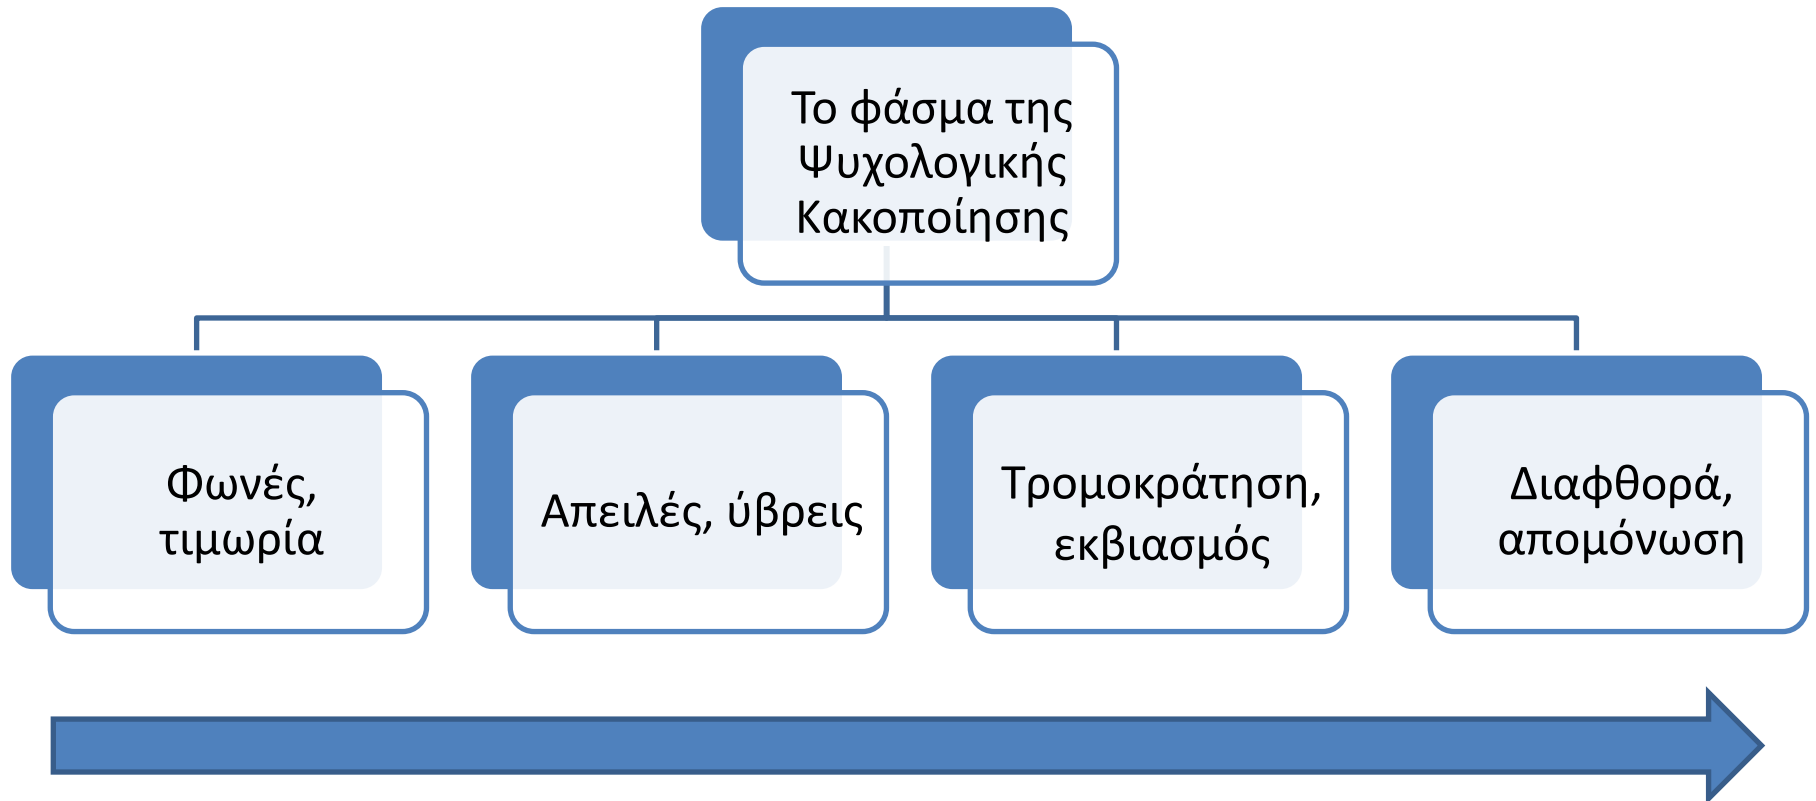 Το φάσμα της
Ψυχολογικής
Κακοποίησης
Φωνές,
τιμωρία
Απειλές, ύβρεις
Τρομοκράτηση,
εκβιασμός
Διαφθορά,
απομόνωση